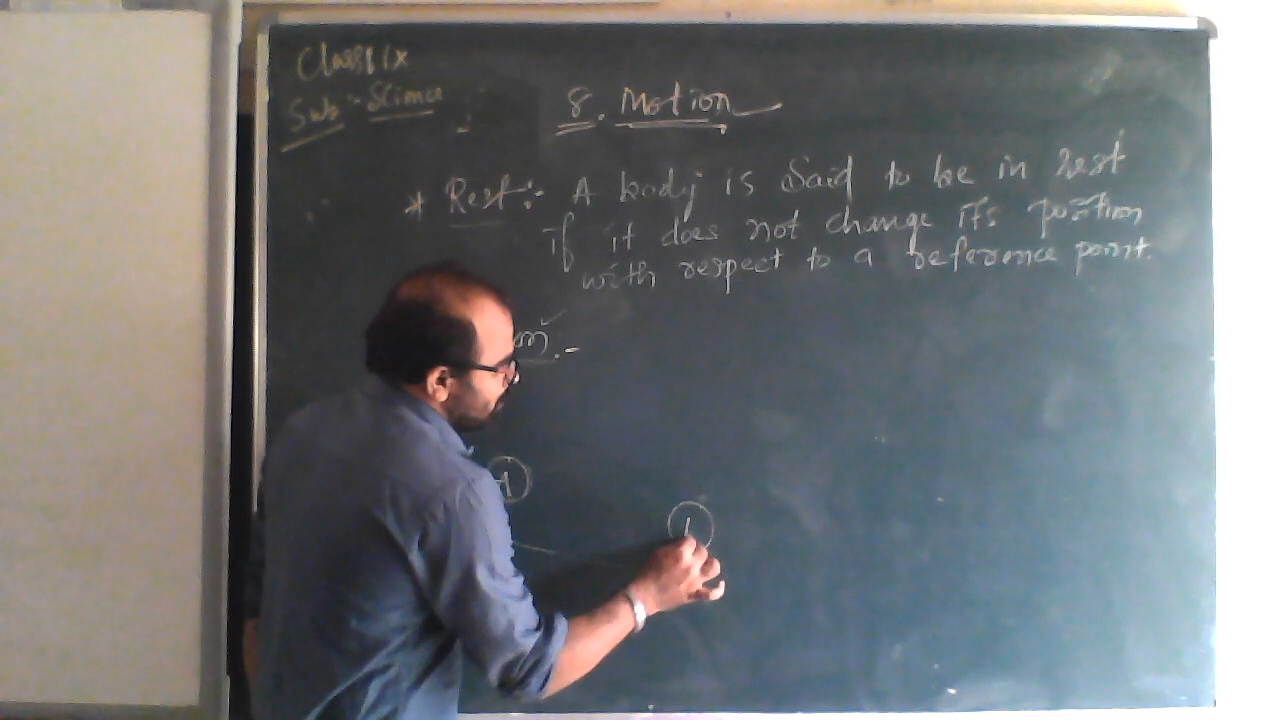 Class IX
Sub :- Science
8. Motion
* Rest :- A body is said to be in rest
if it does not change its position
with respect to a reference point.
on :-
A